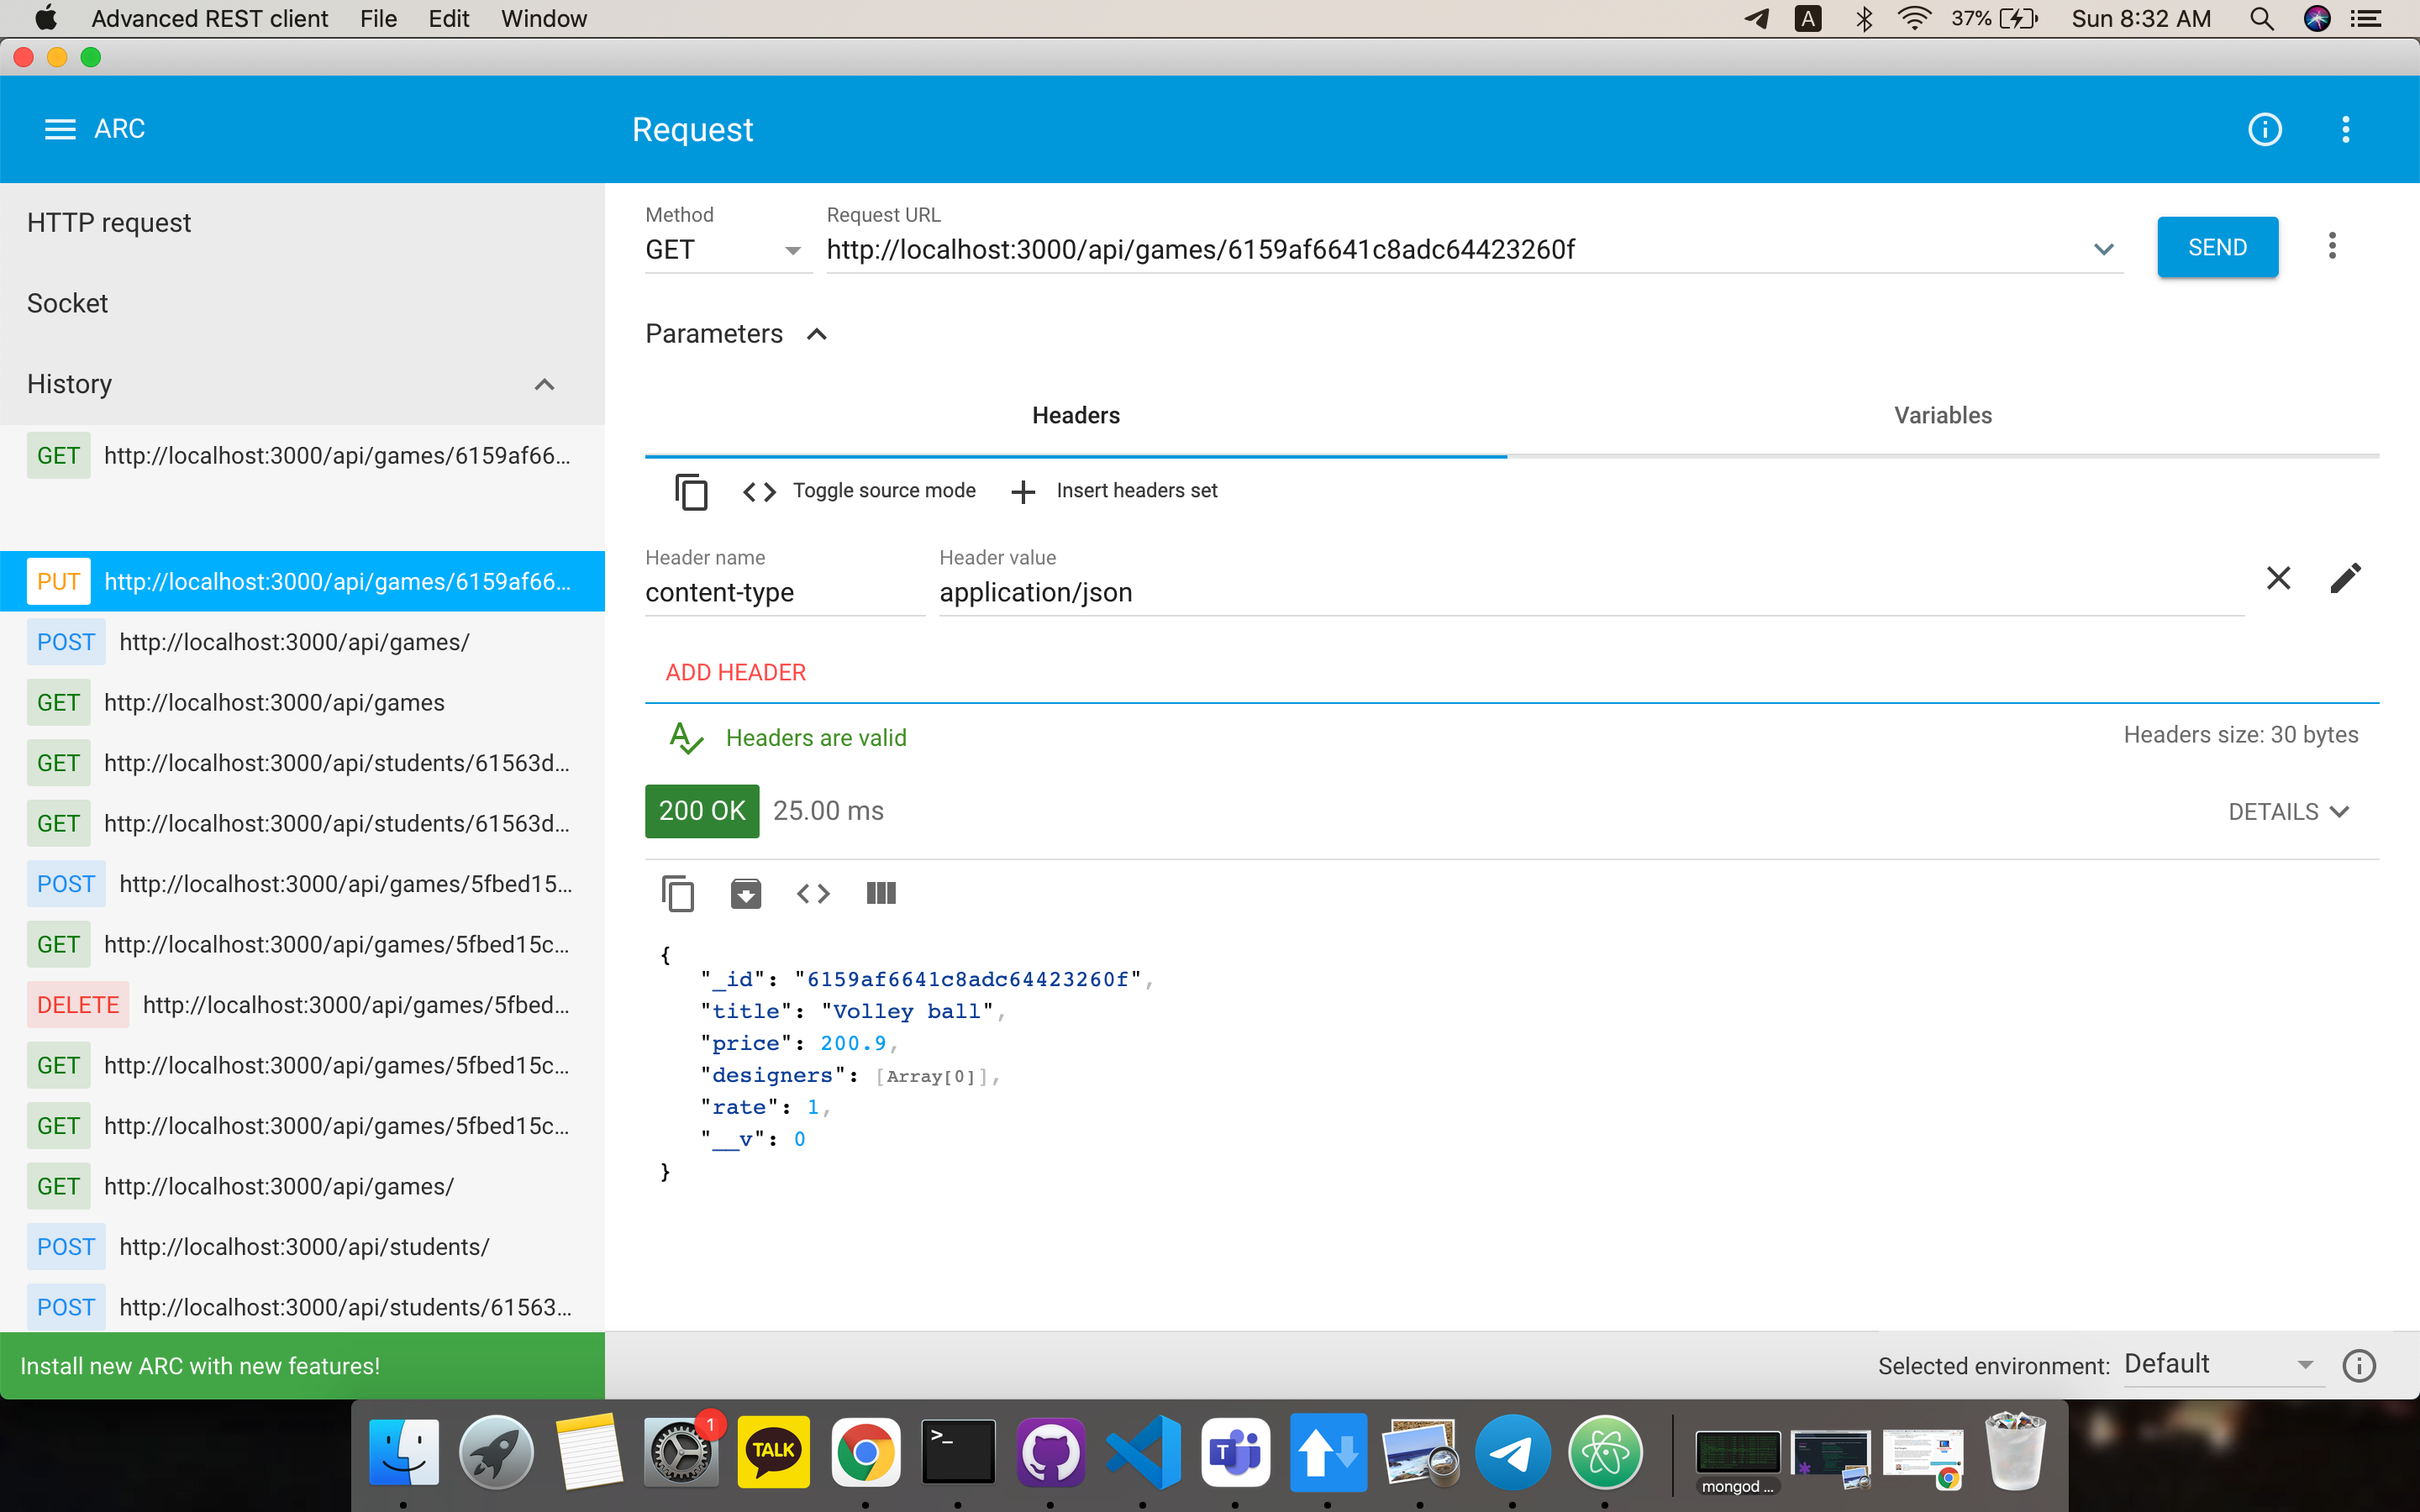 Advanced REST client File Edit Window
A 37% Sun 8:32 AM
ARC
Request
HTTP request
Socket
History
GET http://localhost:3000/api/games/6159af66...
PUT http://localhost:3000/api/games/6159af66...
POST http://localhost:3000/api/games/
GET http://localhost:3000/api/games
GET http://localhost:3000/api/students/61563d...
GET http://localhost:3000/api/students/61563d...
POST http://localhost:3000/api/games/5fbed15...
GET http://localhost:3000/api/games/5fbed15c...
DELETE http://localhost:3000/api/games/5fbed...
GET http://localhost:3000/api/games/5fbed15c...
GET http://localhost:3000/api/games/5fbed15c...
GET http://localhost:3000/api/games/
POST http://localhost:3000/api/students/
POST http://localhost:3000/api/students/61563...
Install new ARC with new features!
Method Request URL
GET http://localhost:3000/api/games/6159af6641c8adc64423260f
SEND
Parameters
Headers Variables
Toggle source mode Insert headers set
Header name Header value
content-type application/json
ADD HEADER
Headers are valid Headers size: 30 bytes
200 OK 25.00 ms DETAILS
{
"_id": "6159af6641c8adc64423260f",
"title": "Volley ball",
"price": 200.9,
"designers": [Array[0]],
"rate": 1,
"__v": 0
}
Selected environment: Default
1
TALK
>_
T
mongod ...